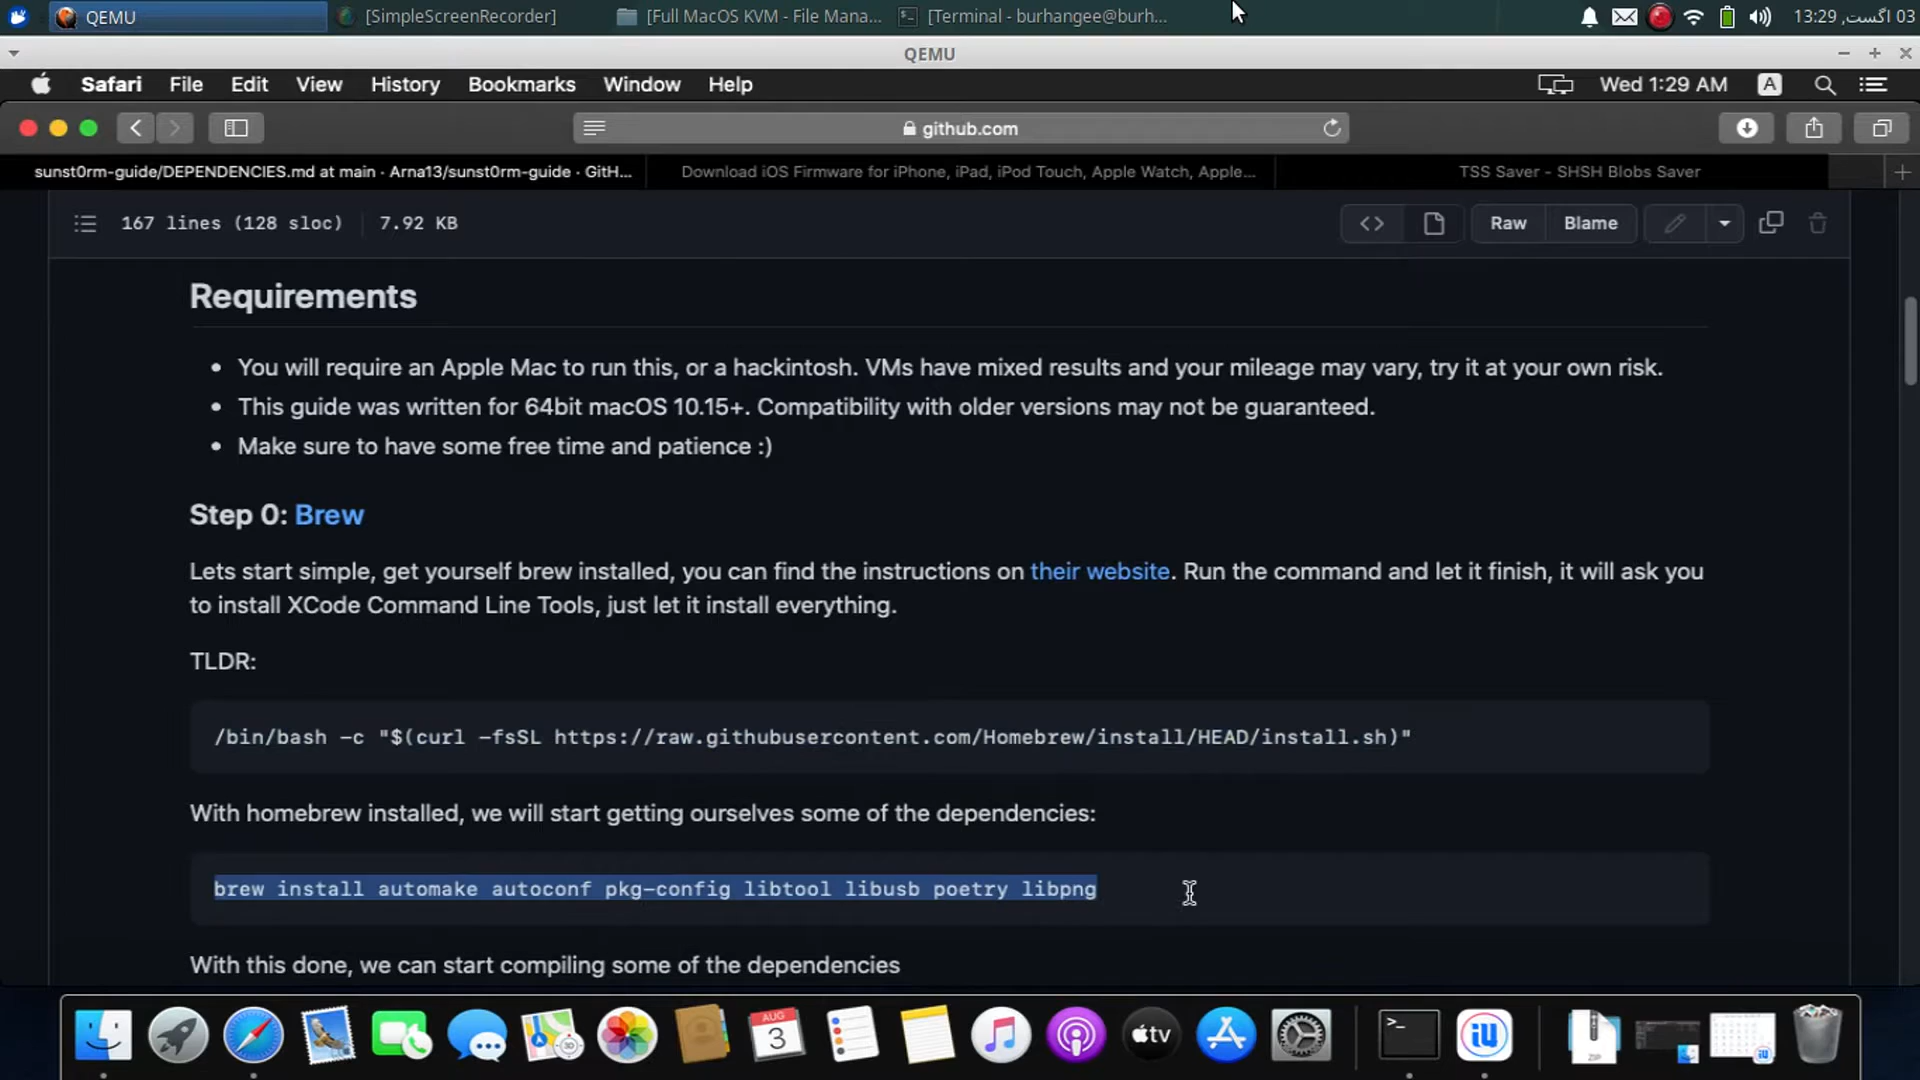 QEMU
[SimpleScreenRecorder]
[Full MacOS KVM - File Mana...
[Terminal - burhangee@burh...
03 اگست, 13:29
QEMU
Safari File Edit View History Bookmarks Window Help
Wed 1:29 AM
A
github.com
sunst0rm-guide/DEPENDENCIES.md at main · Arna13/sunst0rm-guide · GitH...
Download iOS Firmware for iPhone, iPad, iPod Touch, Apple Watch, Apple...
TSS Saver - SHSH Blobs Saver
167 lines (128 sloc)
7.92 KB
<>
Raw
Blame
Requirements
• You will require an Apple Mac to run this, or a hackintosh. VMs have mixed results and your mileage may vary, try it at your own risk.
• This guide was written for 64bit macOS 10.15+. Compatibility with older versions may not be guaranteed.
• Make sure to have some free time and patience :)
Step 0: Brew
Lets start simple, get yourself brew installed, you can find the instructions on their website. Run the command and let it finish, it will ask you
to install XCode Command Line Tools, just let it install everything.
TLDR:
/bin/bash -c "$(curl -fsSL https://raw.githubusercontent.com/Homebrew/install/HEAD/install.sh)"
With homebrew installed, we will start getting ourselves some of the dependencies:
brew install automake autoconf pkg-config libtool libusb poetry libpng
With this done, we can start compiling some of the dependencies
AUG
3
tv
>_
iU
ZIP